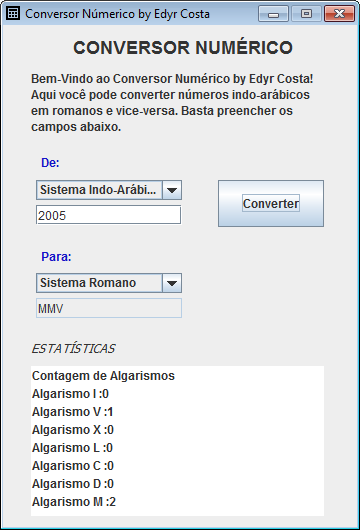 Conversor Númerico by Edyr Costa
CONVERSOR NUMÉRICO
Bem-Vindo ao Conversor Numérico by Edyr Costa!
Aqui você pode converter números indo-arábicos
em romanos e vice-versa. Basta preencher os
campos abaixo.
De:
Sistema Indo-Arábi...
2005
Converter
Para:
Sistema Romano
MMV
ESTATÍSTICAS
Contagem de Algarismos
Algarismo I :0
Algarismo V :1
Algarismo X :0
Algarismo L :0
Algarismo C :0
Algarismo D :0
Algarismo M :2